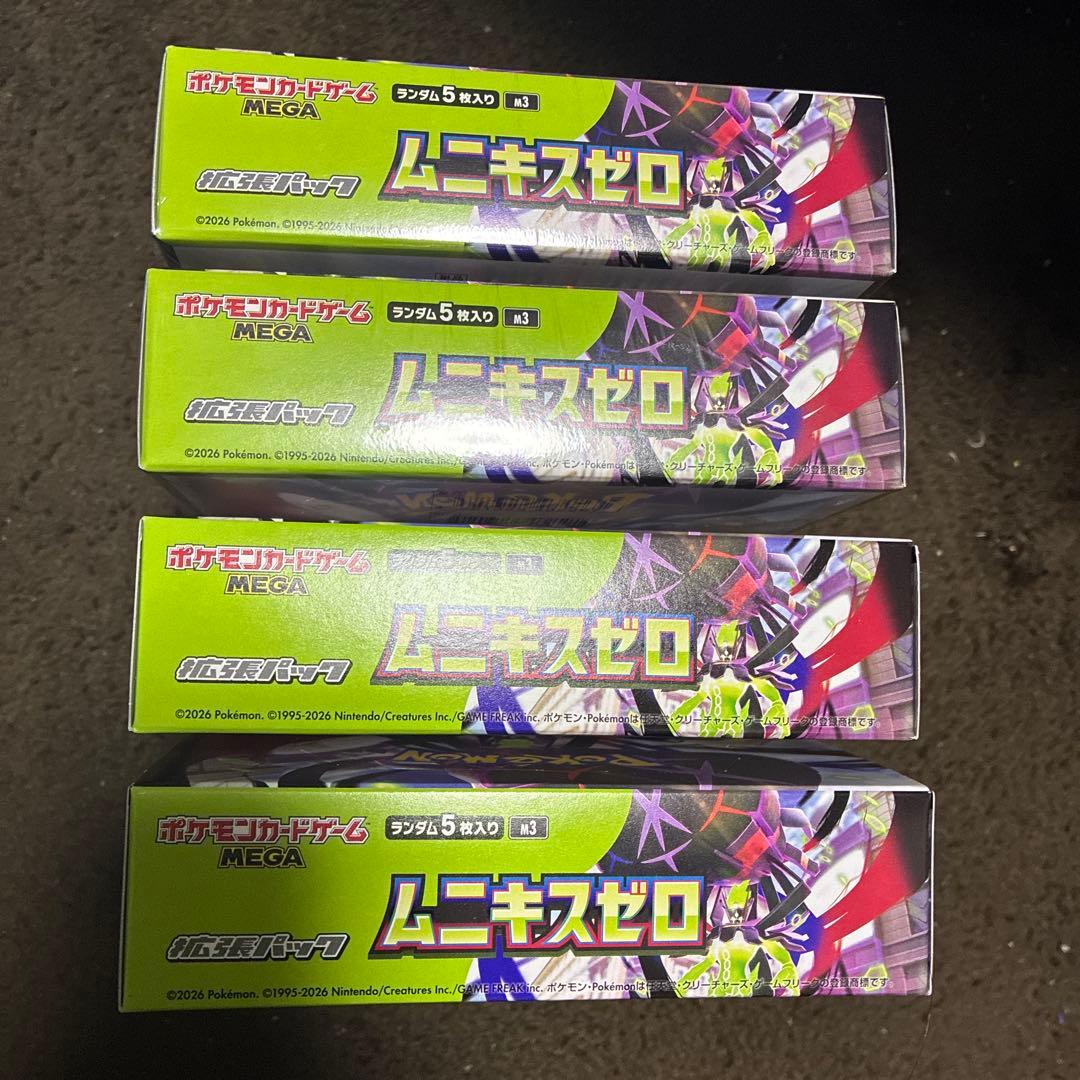 ポケモンカードゲーム
MEGA
ランダム5枚入り
M3
ムニキスゼロ
拡張パック
©2026 Pokémon. ©1995-2026 Nintendo/
ポケモンカードゲーム
MEGA
ランダム5枚入り
M3
ムニキスゼロ
拡張パック
©2026 Pokémon. ©1995-2026 Nintendo/Creatures Inc./GAME FREAK inc. ポケモン・Pokémonは任天堂・クリーチャーズ・ゲームフリークの登録商標です。
ポケモンカードゲーム
MEGA
ムニキスゼロ
拡張パック
©2026 Pokémon. ©1995-2026 Nintendo/Creatures Inc./GAME FREAK inc. ポケモン・Pokémonは任天堂・クリーチャーズ・ゲームフリークの登録商標です。
POKÉMON
ポケモンカードゲーム
MEGA
ランダム5枚入り
M3
ムニキスゼロ
拡張パック
©2026 Pokémon. ©1995-2026 Nintendo/Creatures Inc./GAME FREAK inc. ポケモン・Pokémonは任天堂・クリーチャーズ・ゲームフリークの登録商標です。